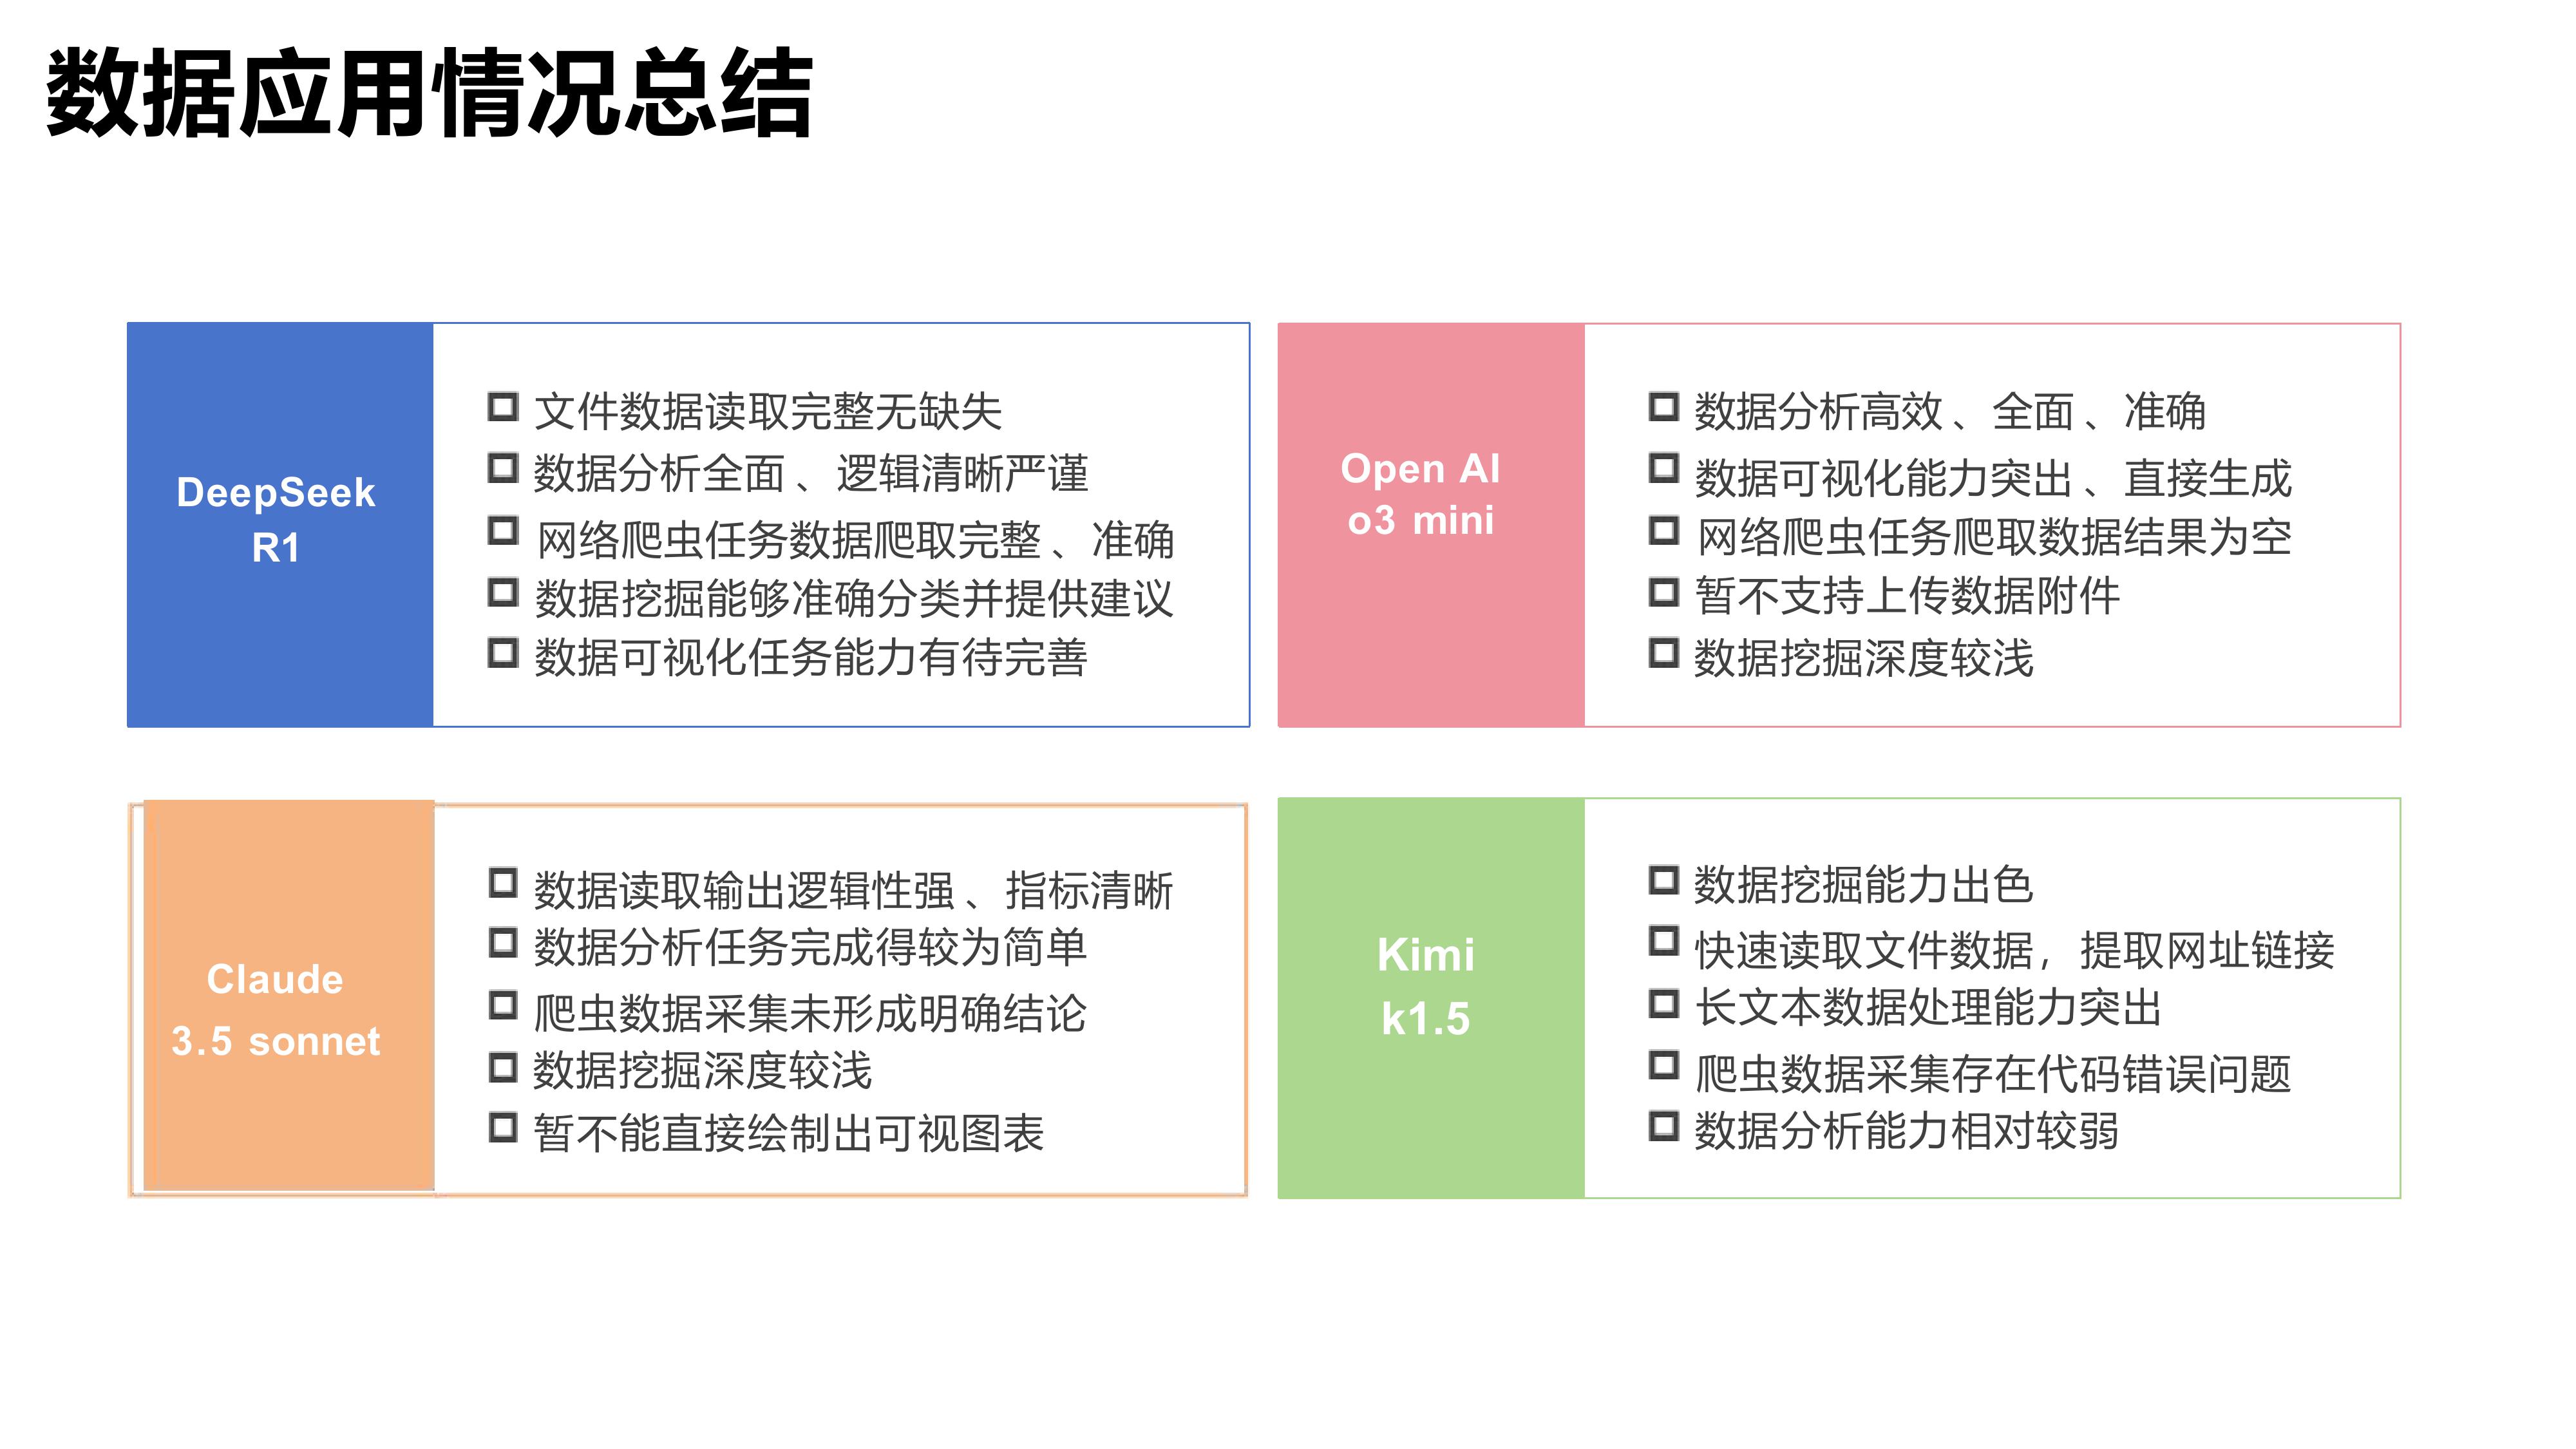 数据应用情况总结
DeepSeek
R1
文件数据读取完整无缺失
数据分析全面、逻辑清晰严谨
网络爬虫任务数据爬取完整、准确
数据挖掘能够准确分类并提供建议
数据可视化任务能力有待完善
Open AI
o3 mini
数据分析高效、全面、准确
数据可视化能力突出、直接生成
网络爬虫任务爬取数据结果为空
暂不支持上传数据附件
数据挖掘深度较浅
Claude
3.5 sonnet
数据读取输出逻辑性强、指标清晰
数据分析任务完成得较为简单
爬虫数据采集未形成明确结论
数据挖掘深度较浅
暂不能直接绘制出可视图表
Kimi
k1.5
数据挖掘能力出色
快速读取文件数据，提取网址链接
长文本数据处理能力突出
爬虫数据采集存在代码错误问题
数据分析能力相对较弱